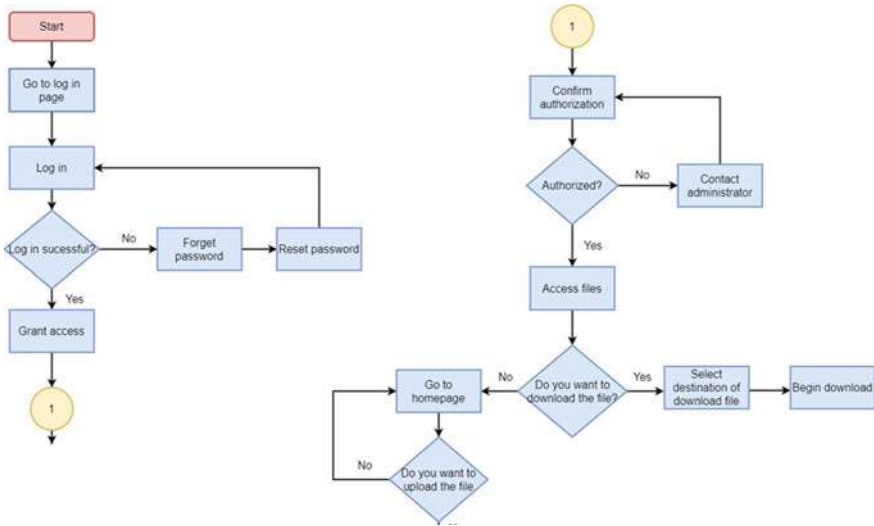 Start
Go to log in
page
Log in
Log in sucessful?
No
Forget
password
Reset password
Yes
Grant access
1
1
Confirm
authorization
Authorized?
No
Contact
administrator
Yes
Access files
Do you want to
download the file?
No
Go to
homepage
Yes
Select
destination of
download file
Begin download
Do you want to
upload the file
No